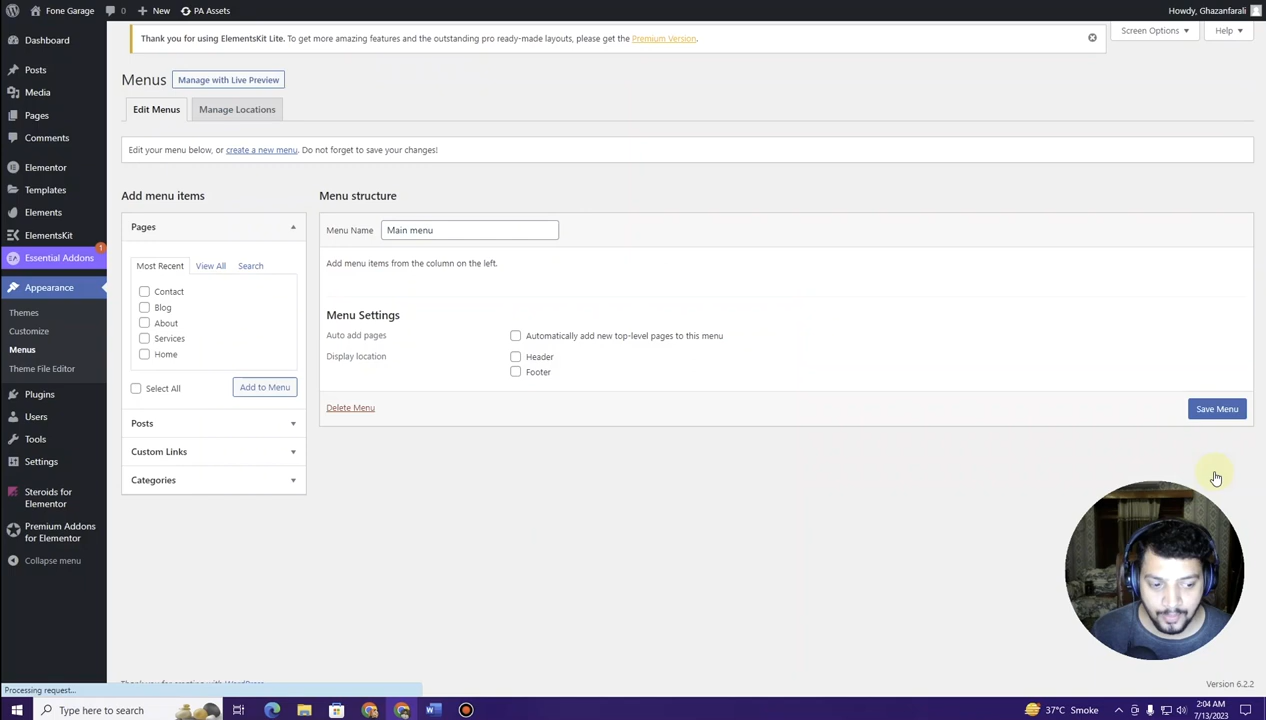 Fone Garage
0
New
PA Assets
Howdy, Ghazanfarali
Dashboard
Posts
Media
Pages
Comments
Elementor
Templates
Elements
ElementsKit
Essential Addons
1
Appearance
Themes
Customize
Menus
Theme File Editor
Plugins
Users
Tools
Settings
Steroids for
Elementor
Premium Addons
for Elementor
Collapse menu
Thank you for using ElementsKit Lite. To get more amazing features and the outstanding pro ready-made layouts, please get the Premium Version.
Screen Options
Help
Menus
Manage with Live Preview
Edit Menus
Manage Locations
Edit your menu below, or create a new menu. Do not forget to save your changes!
Add menu items
Pages
Most Recent
View All
Search
Contact
Blog
About
Services
Home
Select All
Add to Menu
Posts
Custom Links
Categories
Menu structure
Menu Name
Main menu
Add menu items from the column on the left.
Menu Settings
Auto add pages
Automatically add new top-level pages to this menu
Display location
Header
Footer
Delete Menu
Save Menu
Thank you for creating with WordPress
Version 6.2.2
Processing request...
Type here to search
37°C Smoke
2:04 AM
7/13/2023